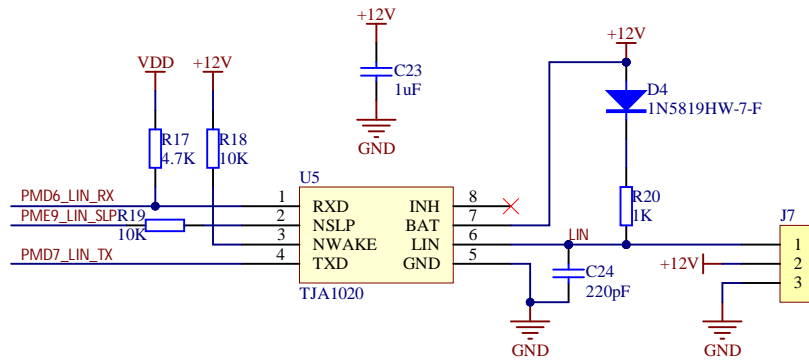 +12V
+12V
VDD
+12V
C23
1uF
GND
D4
1N5819HW-7-F
R17
4.7K
R18
10K
U5
R20
1K
PMD6_LIN_RX
1
RXD
INH
8
PME9_LIN_SLP
R19
10K
2
NSLP
BAT
7
3
NWAKE
LIN
6
LIN
PMD7_LIN_TX
4
TXD
GND
5
TJA1020
C24
220pF
J7
1
+12V
2
3
GND
GND